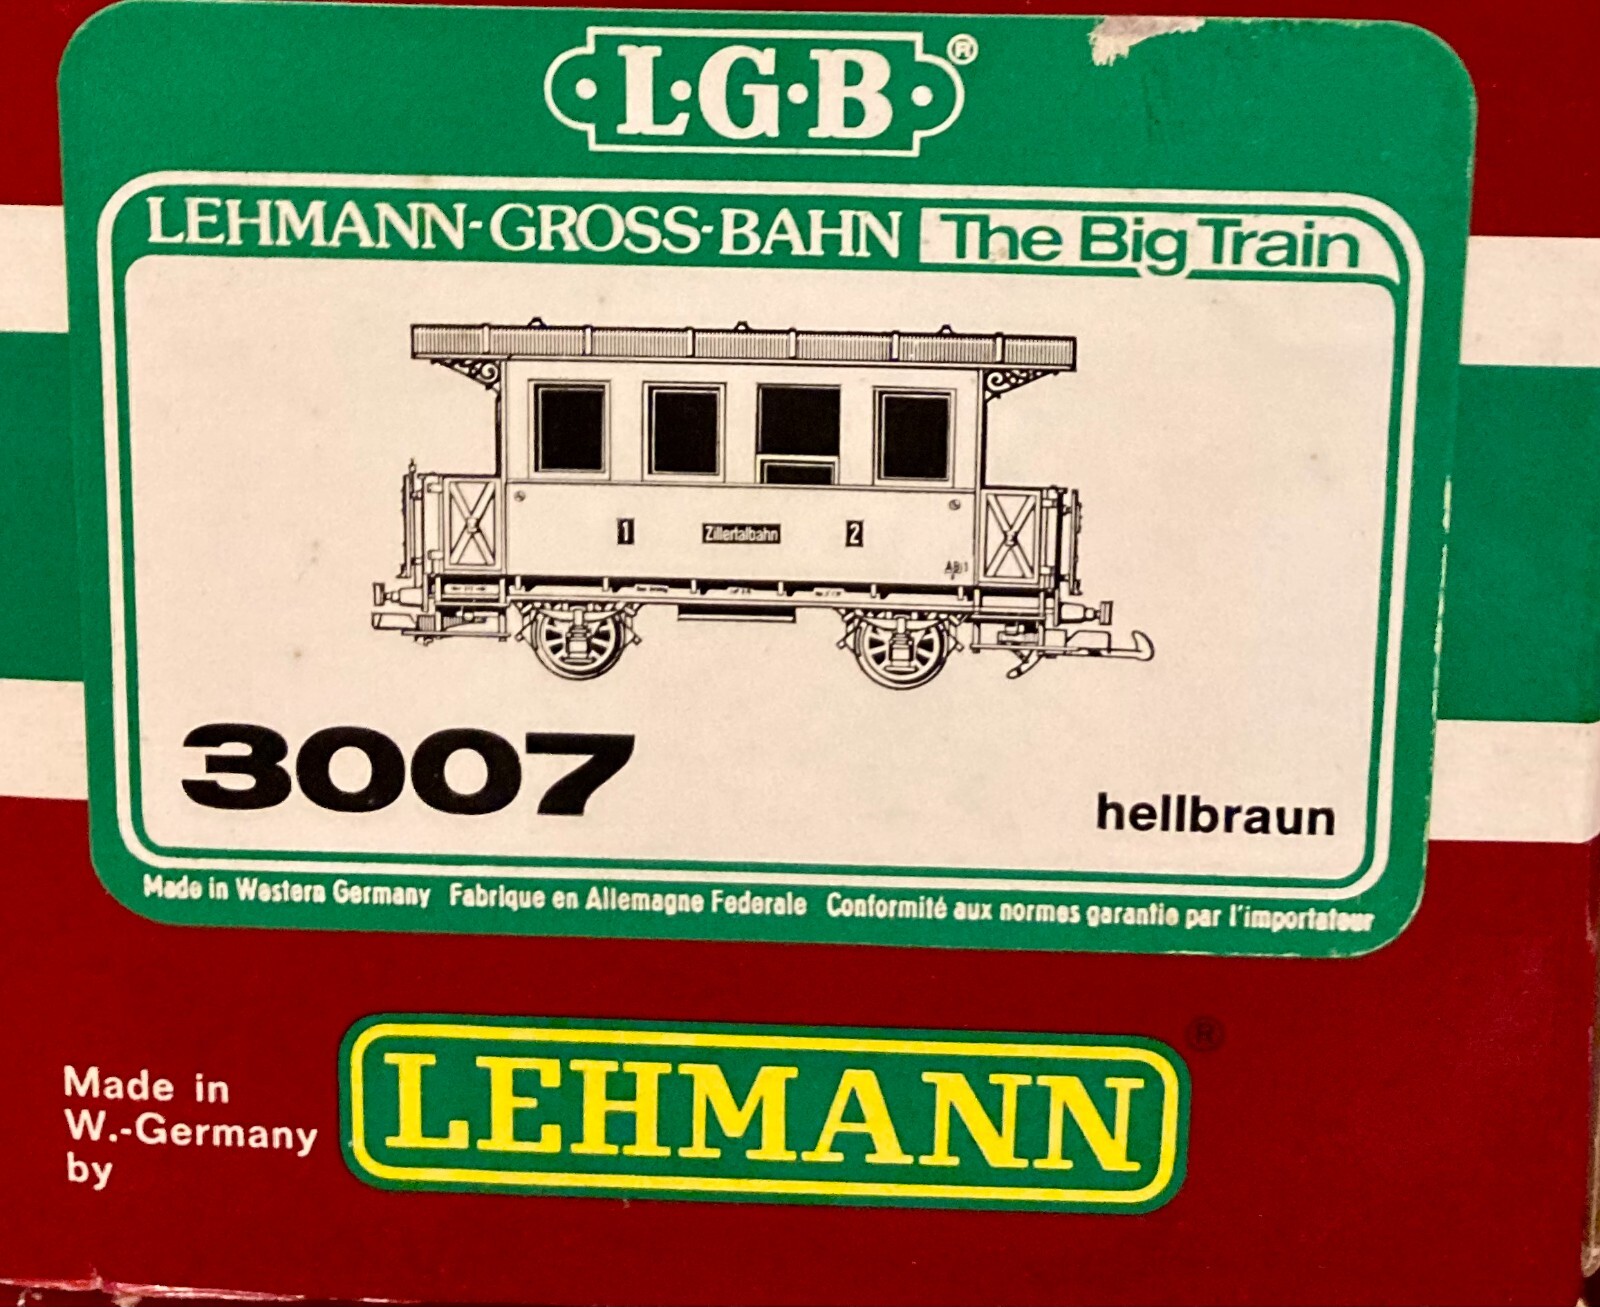 L·G·B®
LEHMANN-GROSS-BAHN The Big Train
1 Zillertalbahn 2
3007
hellbraun
Made in Western Germany Fabrique en Allemagne Federale Conformité aux normes garantie par l'importateur
Made in
W.-Germany
by
LEHMANN ®